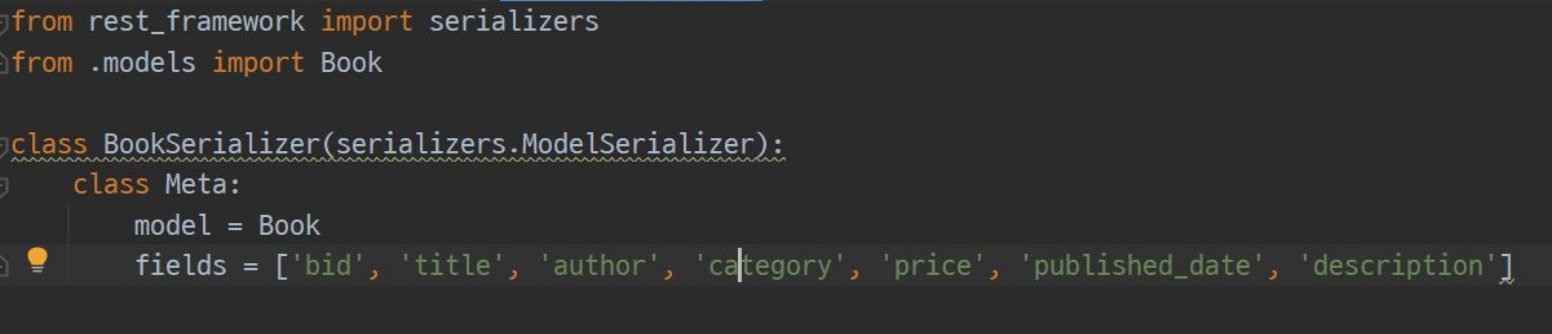 from rest_framework import serializers
from .models import Book
class BookSerializer(serializers.ModelSerializer):
class Meta:
model = Book
fields = ['bid', 'title', 'author', 'category', 'price', 'published_date', 'description']